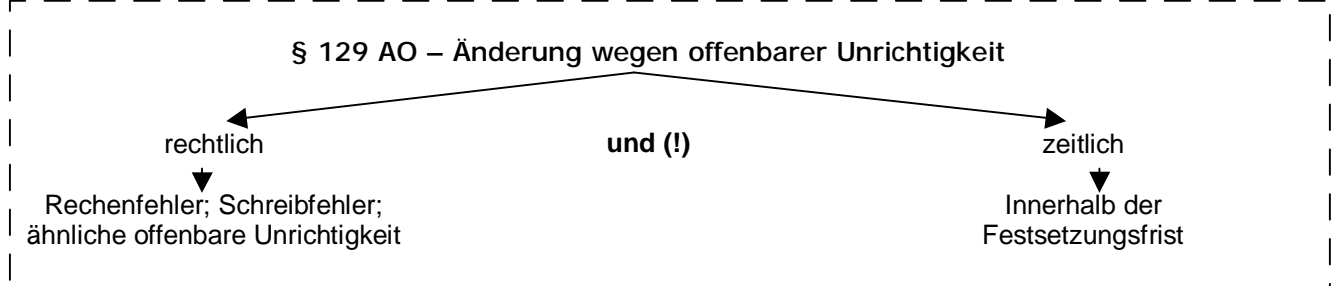 § 129 AO – Änderung wegen offenbarer Unrichtigkeit
rechtlich
und (!)
zeitlich
Rechenfehler; Schreibfehler;
ähnliche offenbare Unrichtigkeit
Innerhalb der
Festsetzungsfrist